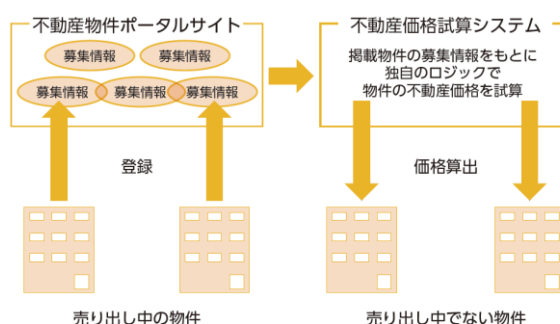 不動産物件ポータルサイト
募集情報
募集情報
募集情報
募集情報
募集情報
登録
売り出し中の物件
不動産価格試算システム
掲載物件の募集情報をもとに
独自のロジックで
物件の不動産価格を試算
価格算出
売り出し中でない物件